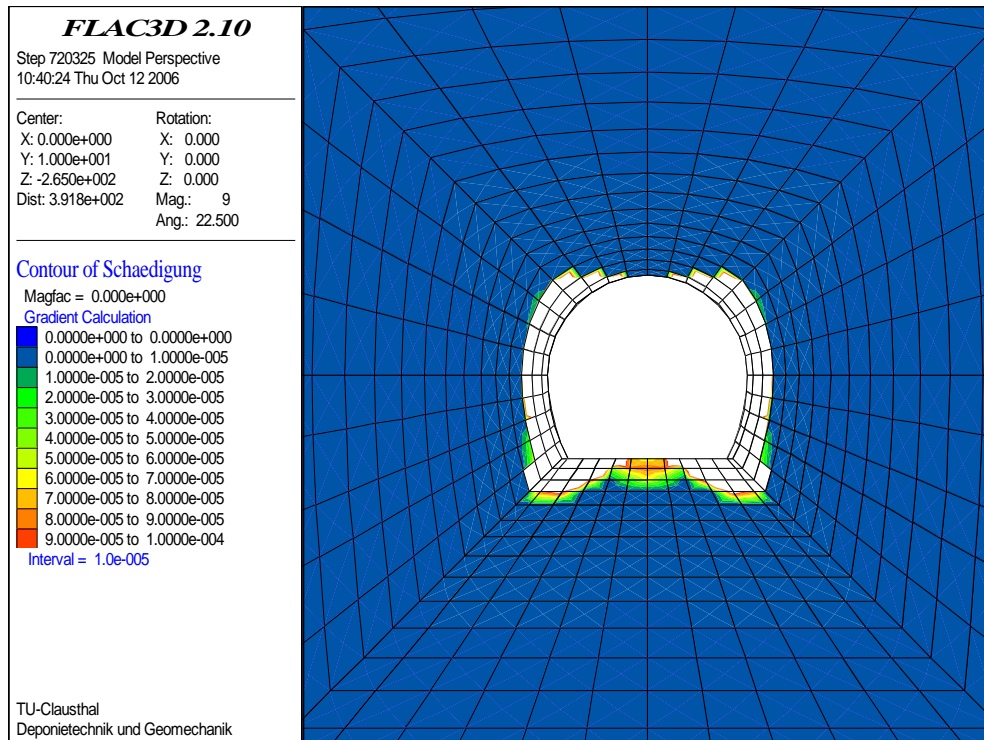 FLAC3D 2.10
Step 720325 Model Perspective
10:40:24 Thu Oct 12 2006
Center:
X: 0.000e+000
Y: 1.000e+001
Z: -2.650e+002
Dist: 3.918e+002
Rotation:
X: 0.000
Y: 0.000
Z: 0.000
Mag.: 9
Ang.: 22.500
Contour of Schaedigung
Magfac = 0.000e+000
Gradient Calculation
0.0000e+000 to 0.0000e+000
0.0000e+000 to 1.0000e-005
1.0000e-005 to 2.0000e-005
2.0000e-005 to 3.0000e-005
3.0000e-005 to 4.0000e-005
4.0000e-005 to 5.0000e-005
5.0000e-005 to 6.0000e-005
6.0000e-005 to 7.0000e-005
7.0000e-005 to 8.0000e-005
8.0000e-005 to 9.0000e-005
9.0000e-005 to 1.0000e-004
Interval = 1.0e-005
TU-Clausthal
Deponietechnik und Geomechanik